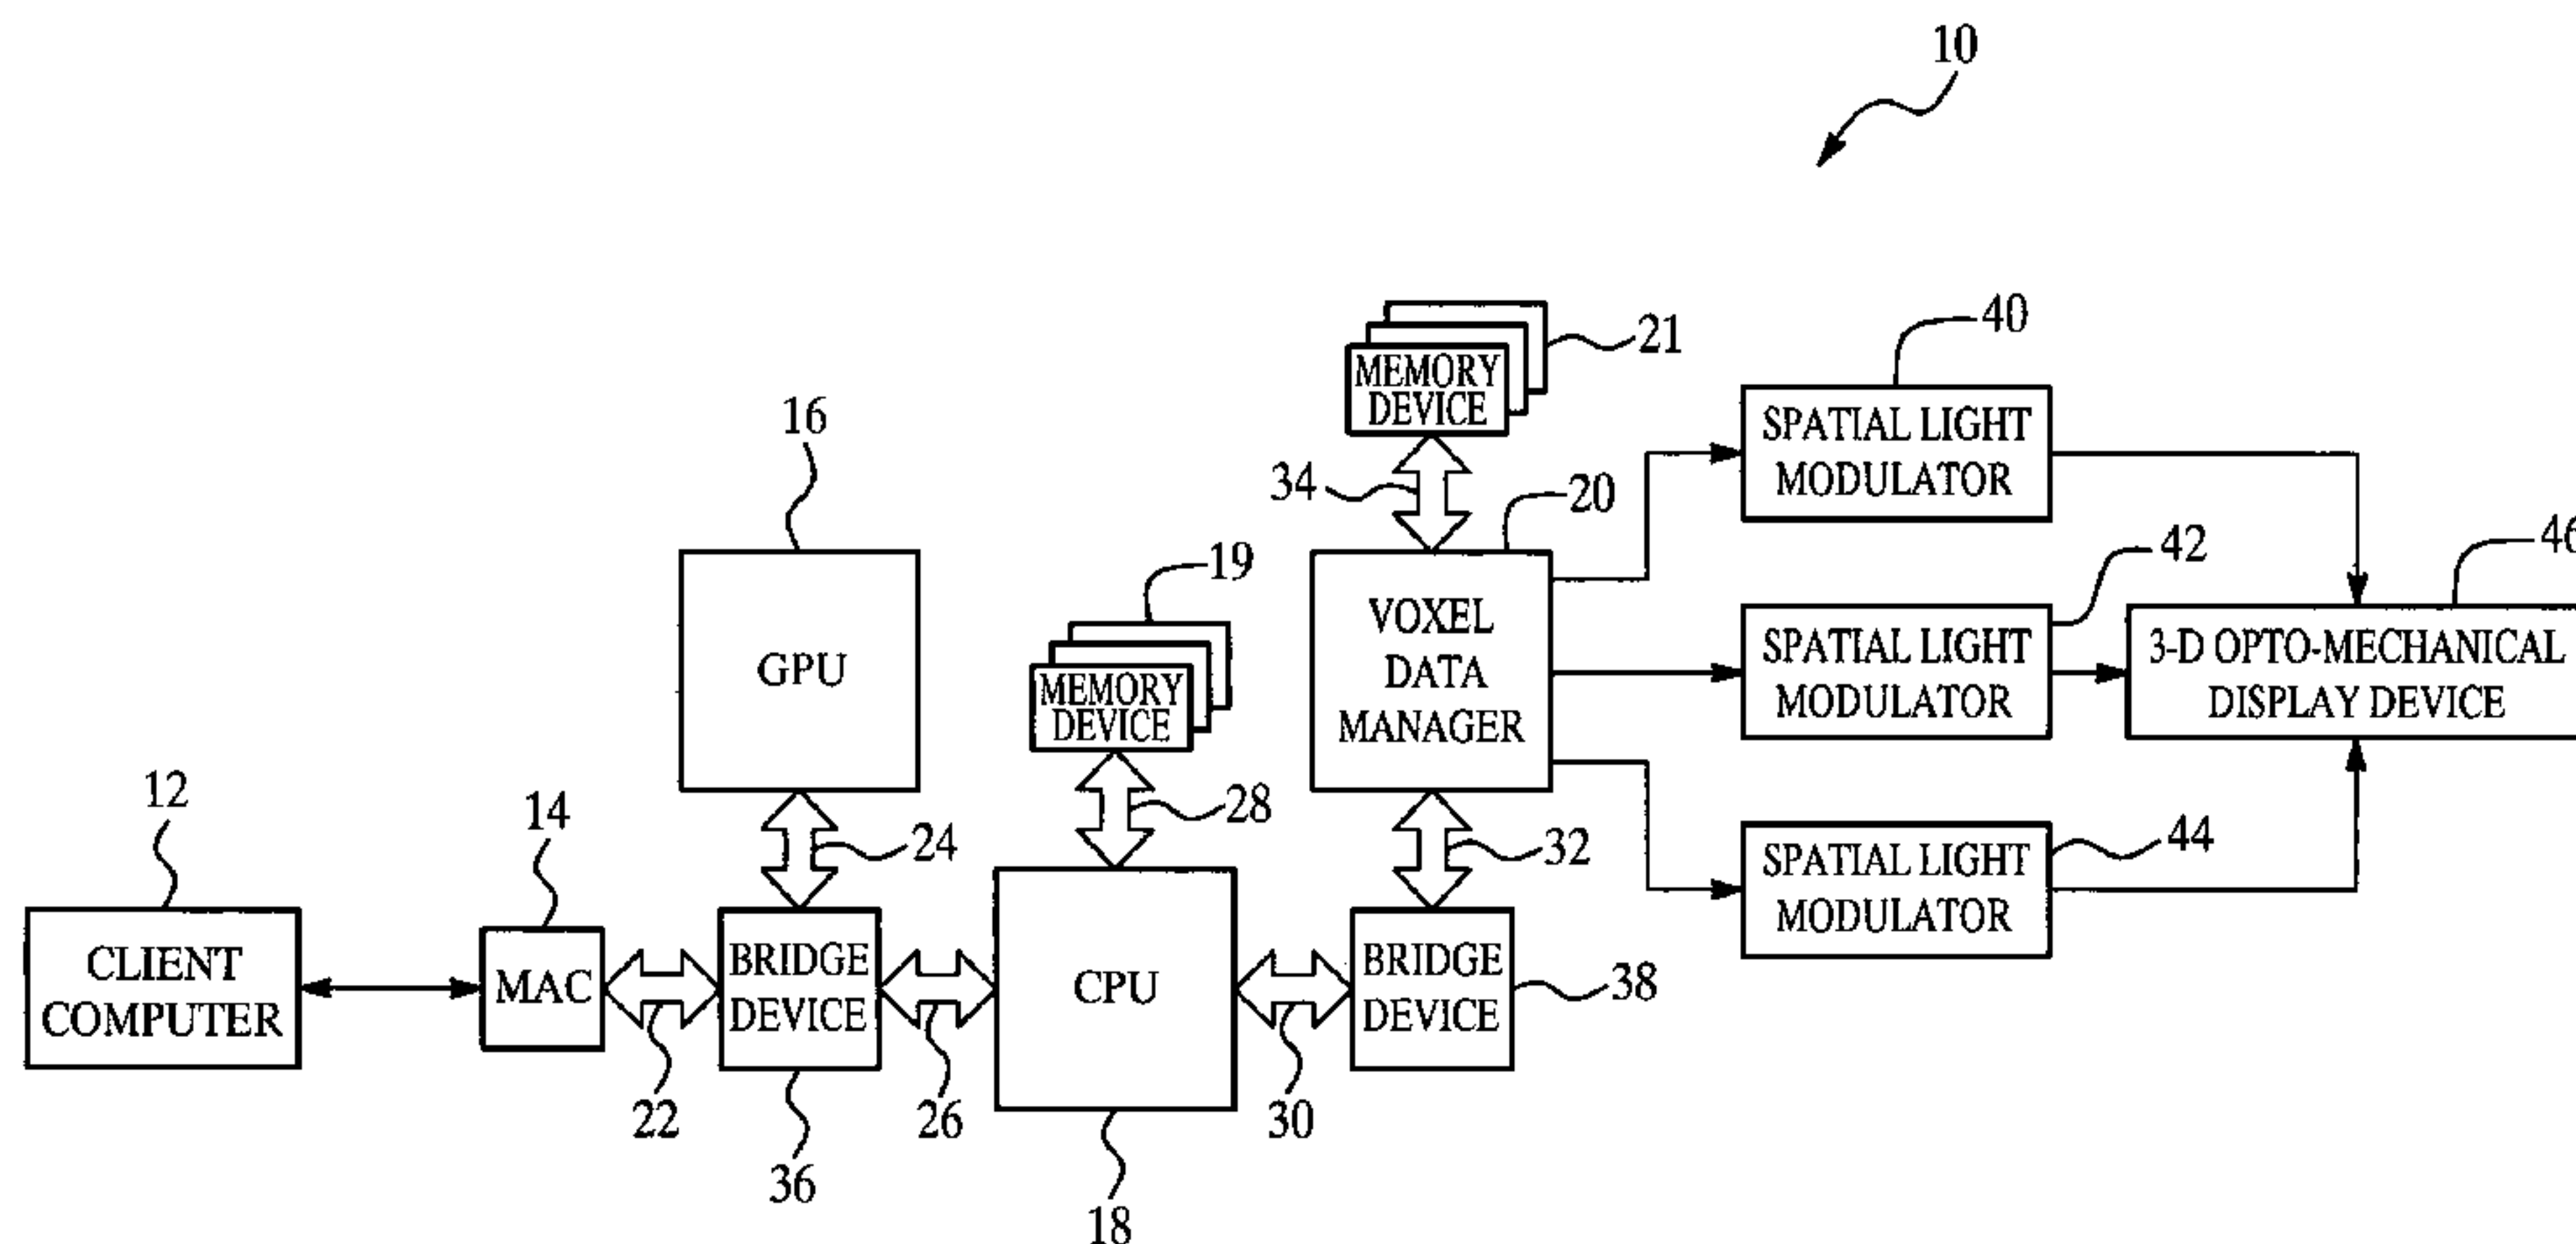 10
21
MEMORY
DEVICE
34
20
VOXEL
DATA
MANAGER
40
SPATIAL LIGHT
MODULATOR
42
SPATIAL LIGHT
MODULATOR
44
SPATIAL LIGHT
MODULATOR
46
3-D OPTO-MECHANICAL
DISPLAY DEVICE
16
GPU
19
MEMORY
DEVICE
24
28
32
12
CLIENT
COMPUTER
14
MAC
22
BRIDGE
DEVICE
36
26
CPU
18
30
BRIDGE
DEVICE
38